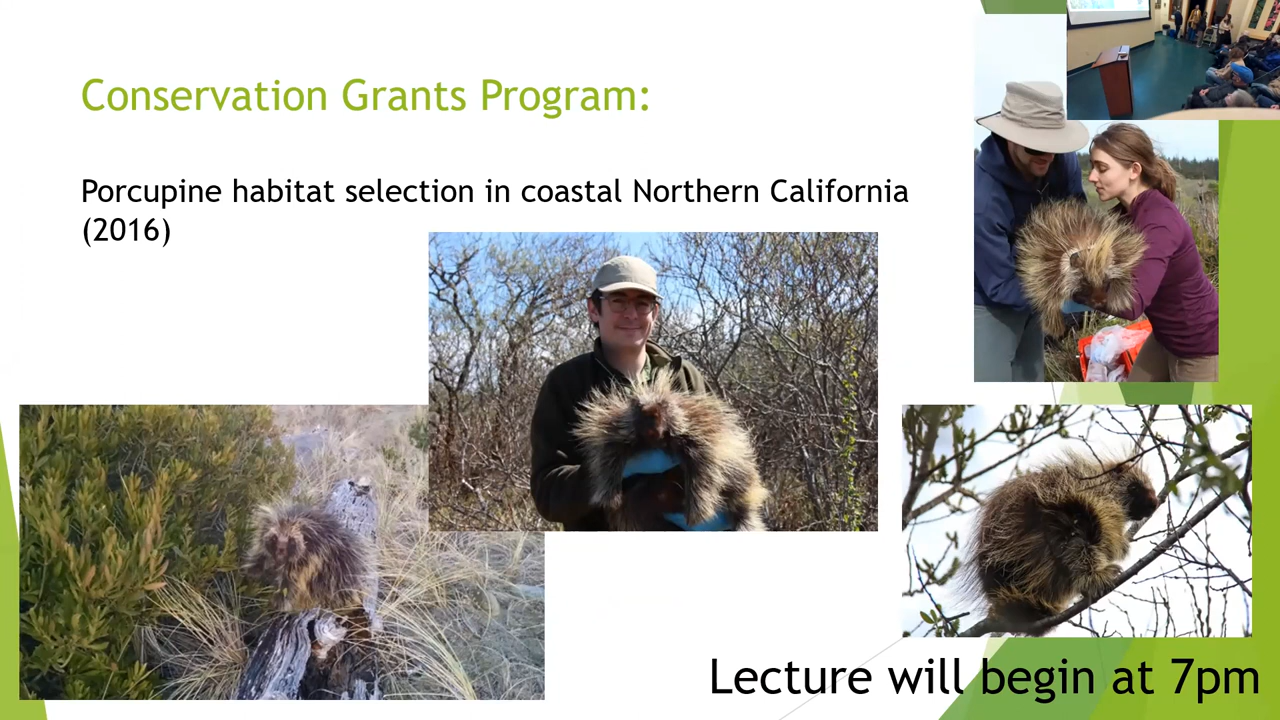 Conservation Grants Program:
Porcupine habitat selection in coastal Northern California
(2016)
Lecture will begin at 7pm